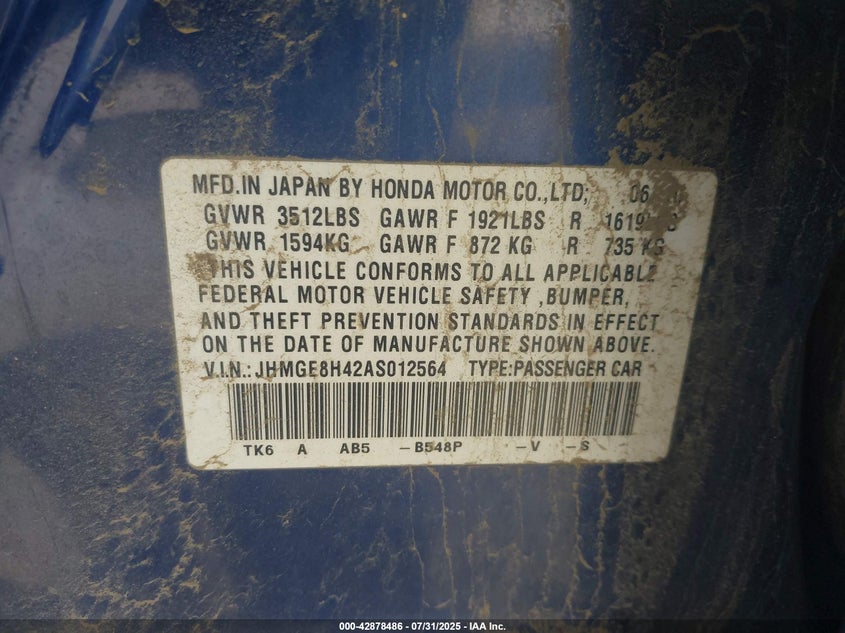 MFD.IN JAPAN BY HONDA MOTOR CO.,LTD; 06
GVWR 3512LBS GAWR F 1921LBS R
GVWR 1594KG GAWR F 872 KG R 735 KG
THIS VEHICLE CONFORMS TO ALL APPLICABLE
FEDERAL MOTOR VEHICLE SAFETY ,BUMPER,
AND THEFT PREVENTION STANDARDS IN EFFECT
ON THE DATE OF MANUFACTURE SHOWN ABOVE.
V.I.N.: JHMGE8H42AS012564 TYPE:PASSENGER CAR
TK6 A AB5 –B548P –V –S –
000-42878486 - 07/31/2025 - IAA Inc.